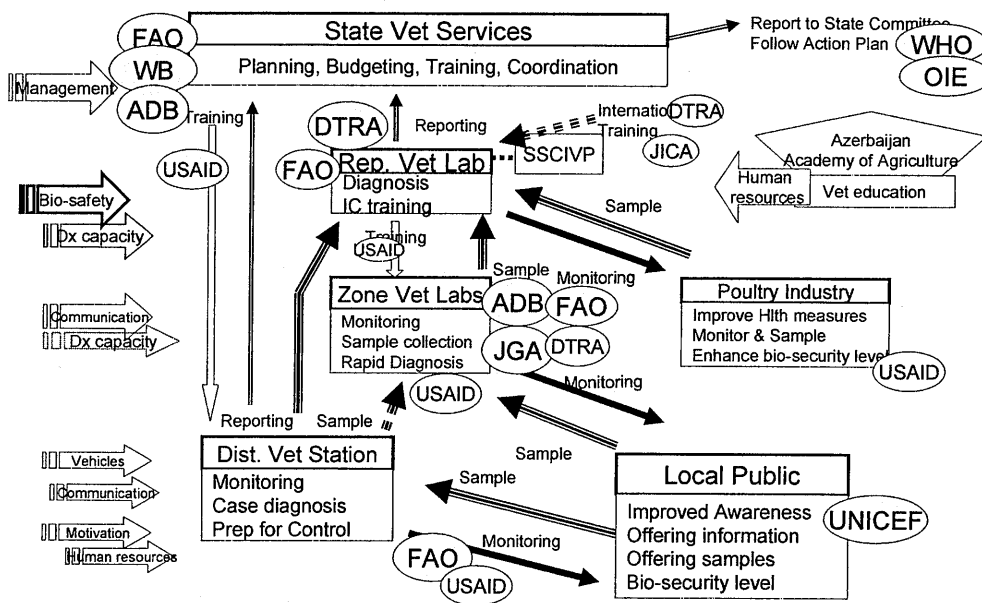 State Vet Services
Planning, Budgeting, Training, Coordination
FAO
WB
ADB
Management
Report to State Committee
Follow Action Plan
WHO
OIE
Training
USAID
DTRA
Reporting
FAO
Rep. Vet Lab
Diagnosis
IC training
SSCIVP
Internatio
Training
DTRA
JICA
Azerbaijan
Academy of Agriculture
Vet education
Human
resources
Bio-safety
Dx capacity
Training
USAID
Sample
Sample
Monitoring
Zone Vet Labs
Monitoring
Sample collection
Rapid Diagnosis
ADB
FAO
JGA
DTRA
USAID
Monitoring
Poultry Industry
Improve Hlth measures
Monitor & Sample
Enhance bio-security level
USAID
Communication
Dx capacity
Reporting
Sample
Dist. Vet Station
Monitoring
Case diagnosis
Prep for Control
Sample
Sample
Local Public
Improved Awareness
Offering information
Offering samples
Bio-security level
UNICEF
Vehicles
Communication
Motivation
Human resources
FAO
USAID
Monitoring